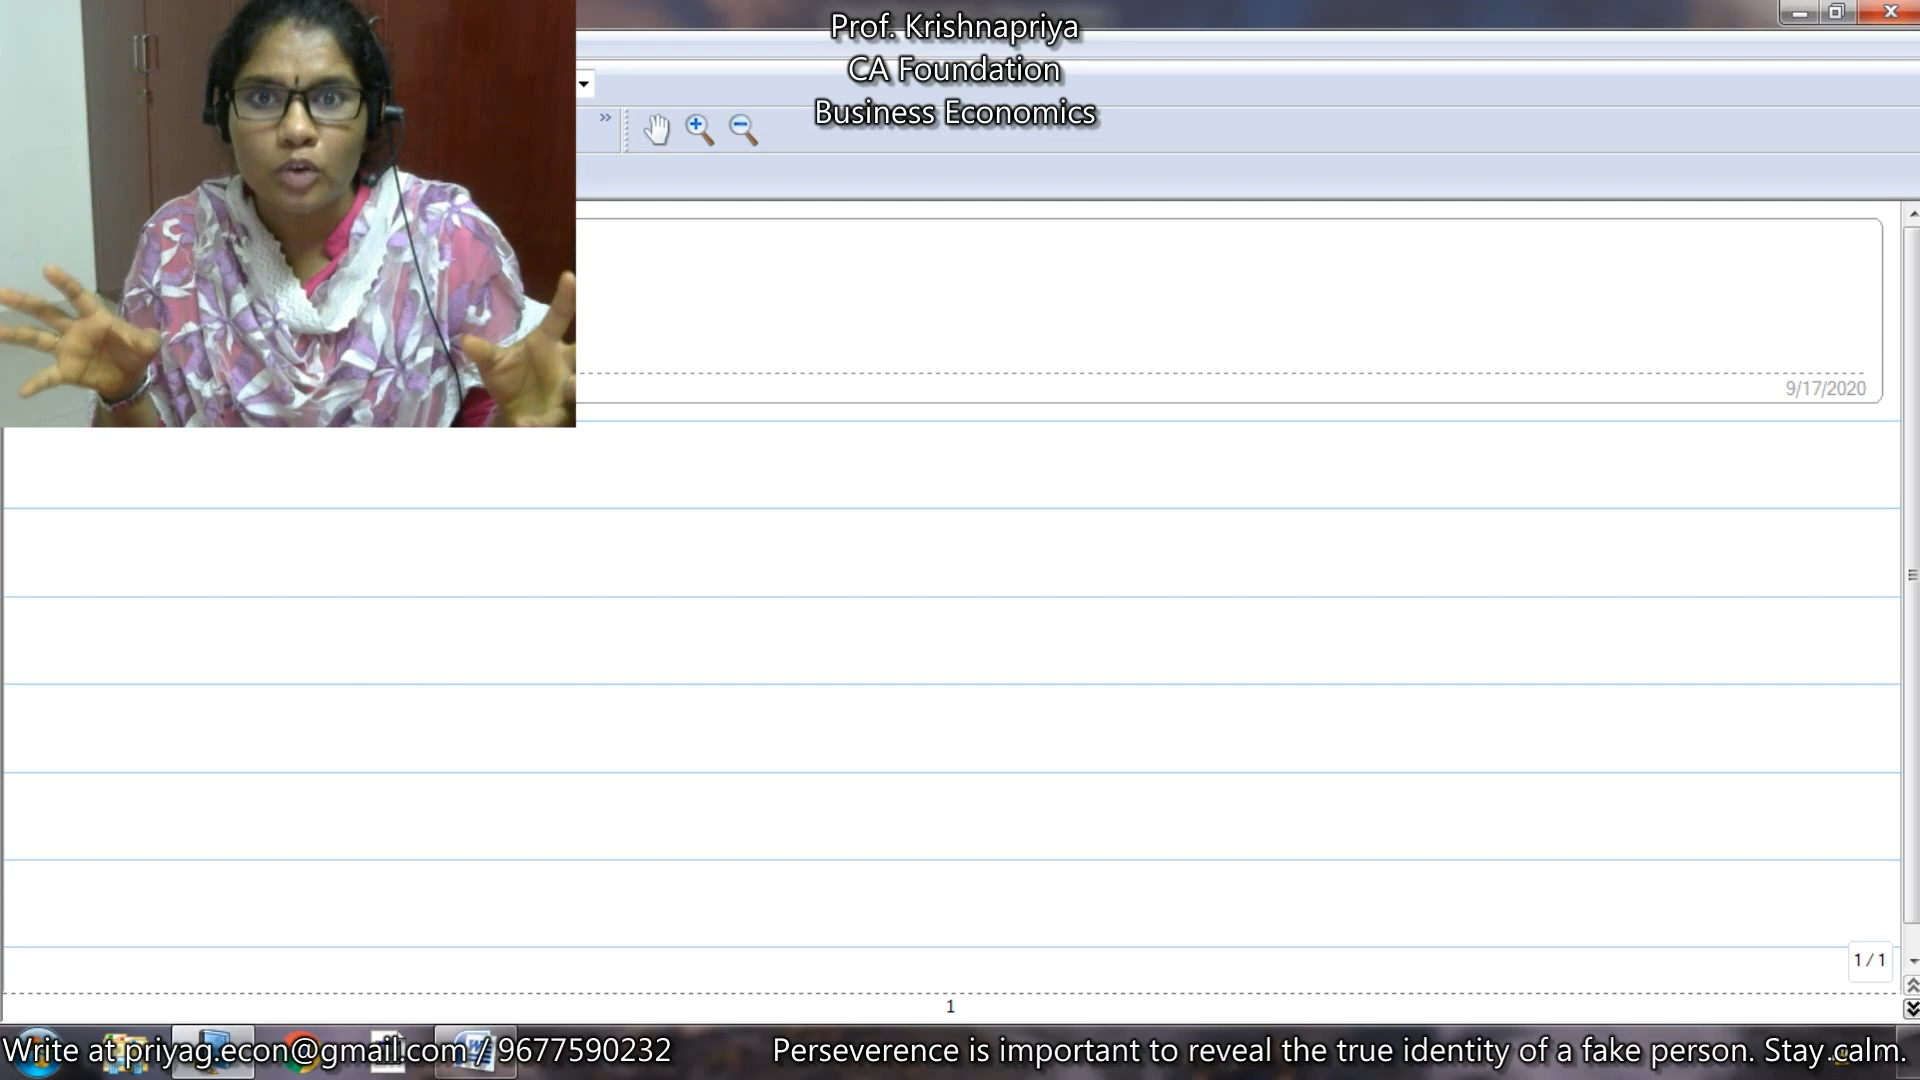 Prof. Krishnapriya
CA Foundation
Business Economics
9/17/2020
1 / 1
1
Write at priyag.econ@gmail.com / 9677590232
Perseverence is important to reveal the true identity of a fake person. Stay calm.